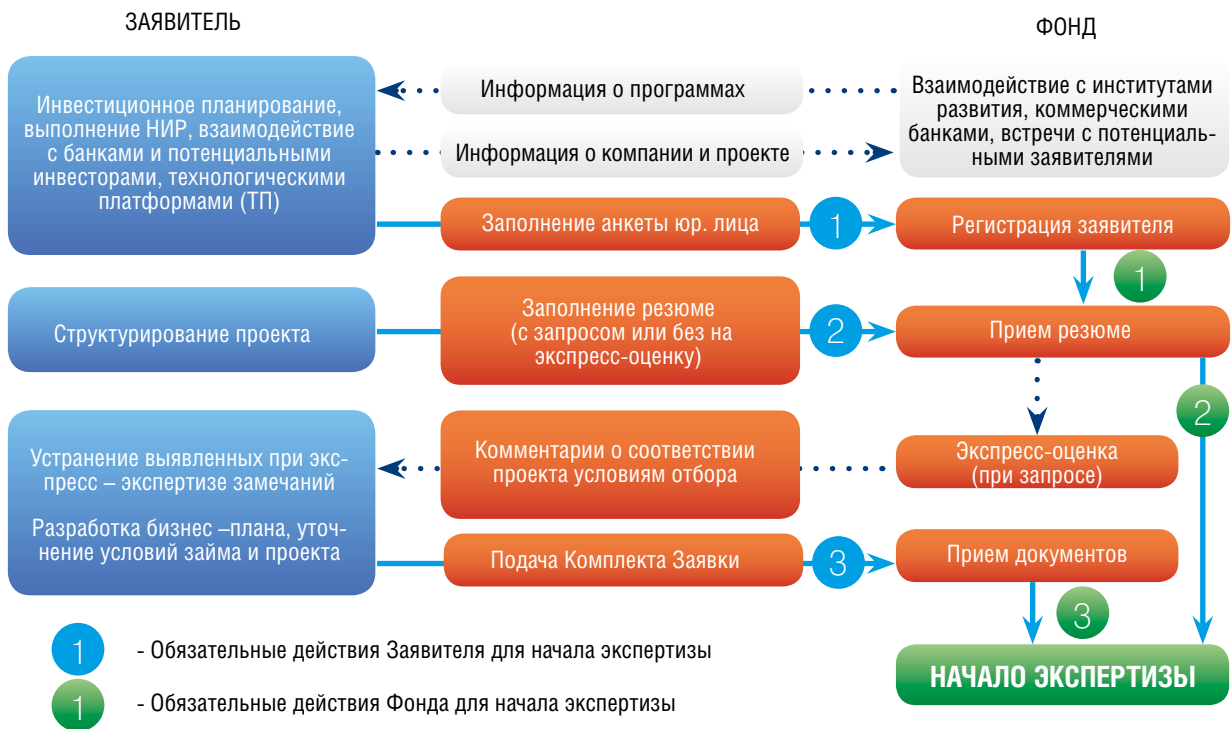 ЗАЯВИТЕЛЬ
ФОНД
Инвестиционное планирование,
выполнение НИР, взаимодействие
с банками и потенциальными
инвесторами, технологическими
платформами (ТП)
Информация о программах
Взаимодействие с институтами
развития, коммерческими
банками, встречи с потенциаль-
ными заявителями
Информация о компании и проекте
Заполнение анкеты юр. лица
1
Регистрация заявителя
1
Структурирование проекта
Заполнение резюме
(с запросом или без на
экспресс-оценку)
2
Прием резюме
2
Устранение выявленных при экс-
пресс – экспертизе замечаний
Разработка бизнес –плана, уточ-
нение условий займа и проекта
Комментарии о соответствии
проекта условиям отбора
Экспресс-оценка
(при запросе)
Подача Комплекта Заявки
3
Прием документов
3
НАЧАЛО ЭКСПЕРТИЗЫ
1 - Обязательные действия Заявителя для начала экспертизы
1 - Обязательные действия Фонда для начала экспертизы